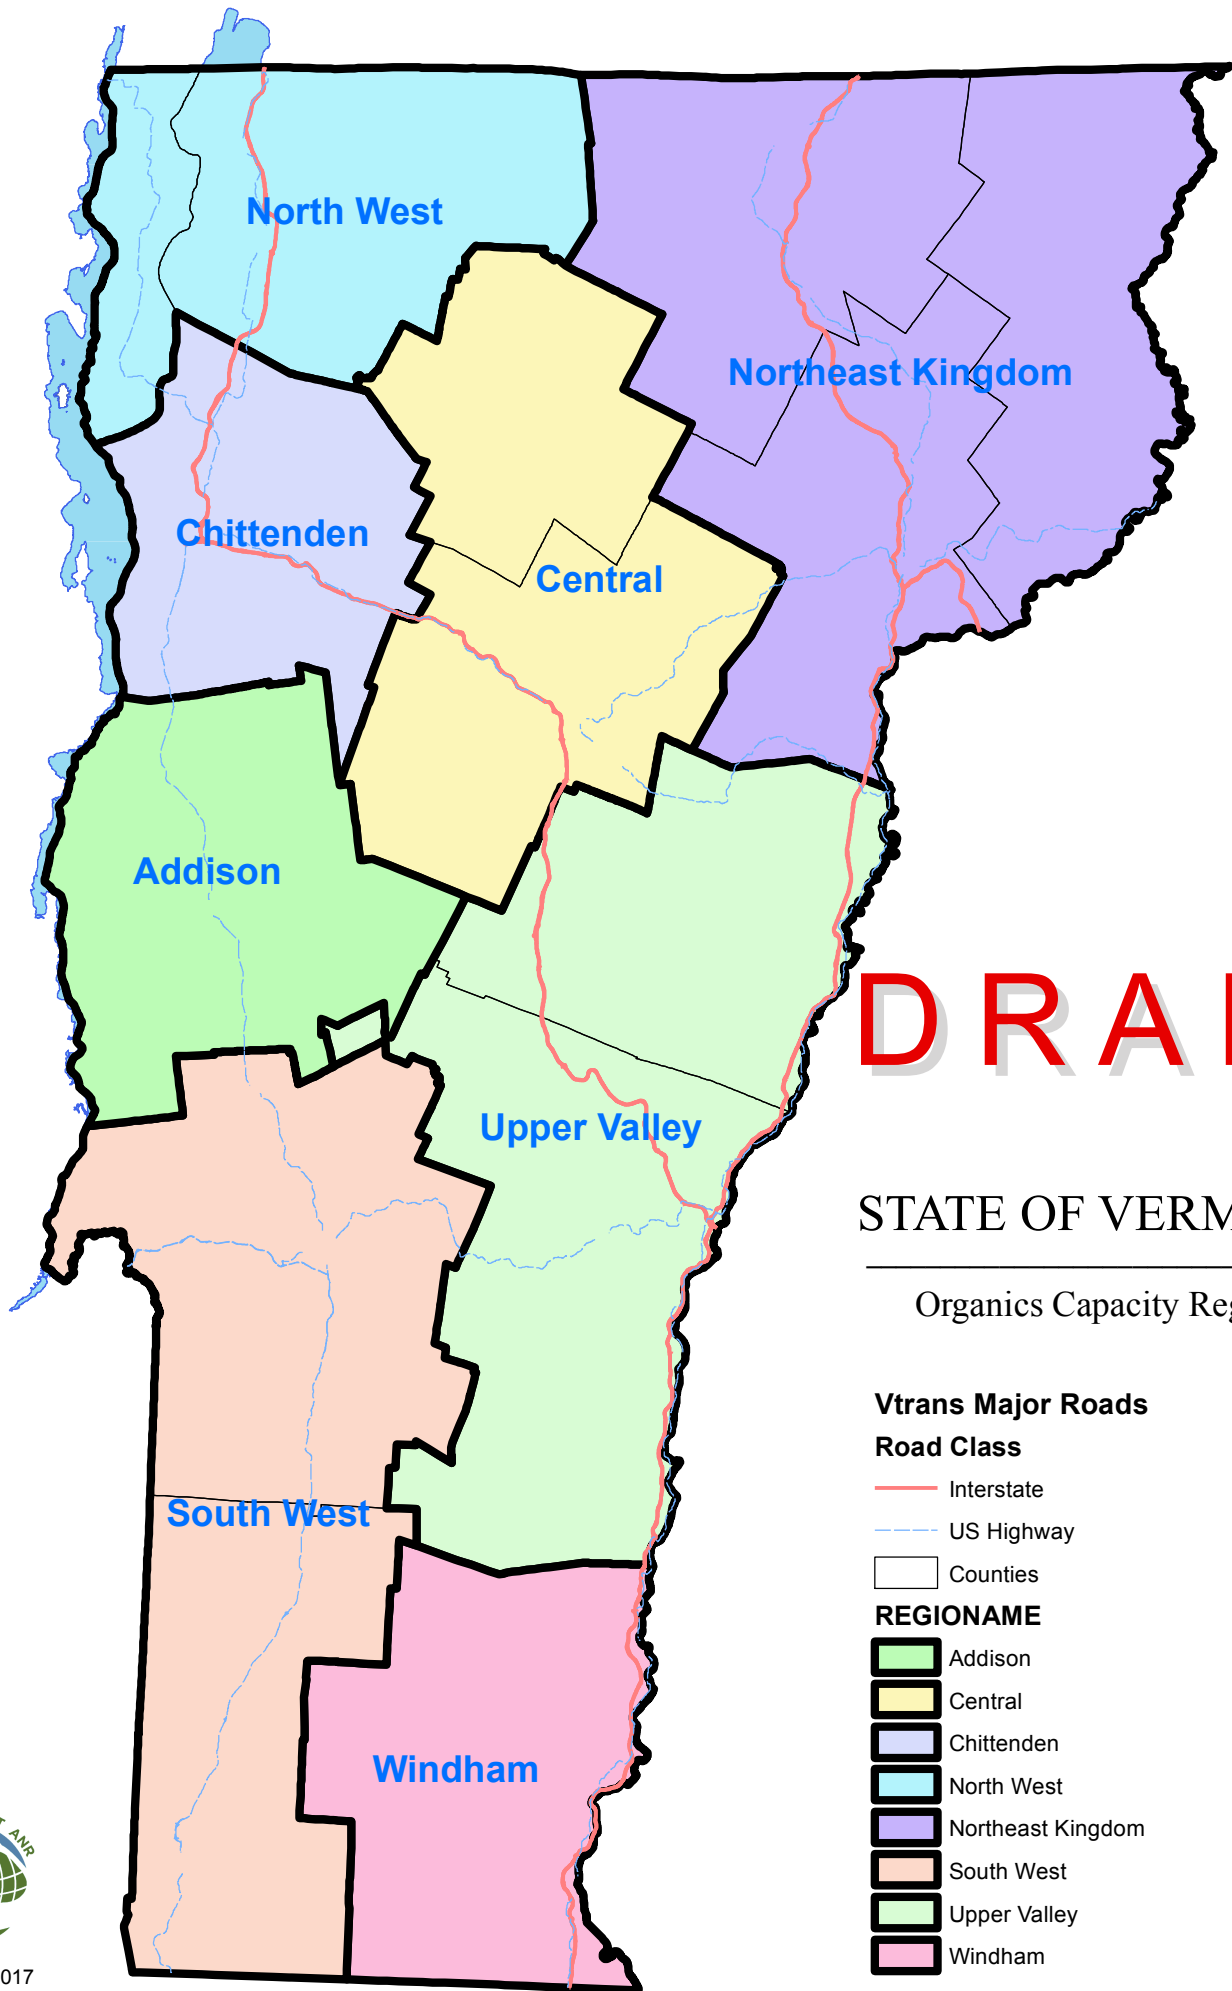 North West
Northeast Kingdom
Chittenden
Central
Addison
DRA
Upper Valley
STATE OF VERM
Organics Capacity Reg
Vtrans Major Roads
Road Class
Interstate
US Highway
Counties
REGIONAME
Addison
Central
Chittenden
North West
Northeast Kingdom
South West
Upper Valley
Windham
South West
Windham
ANR
017